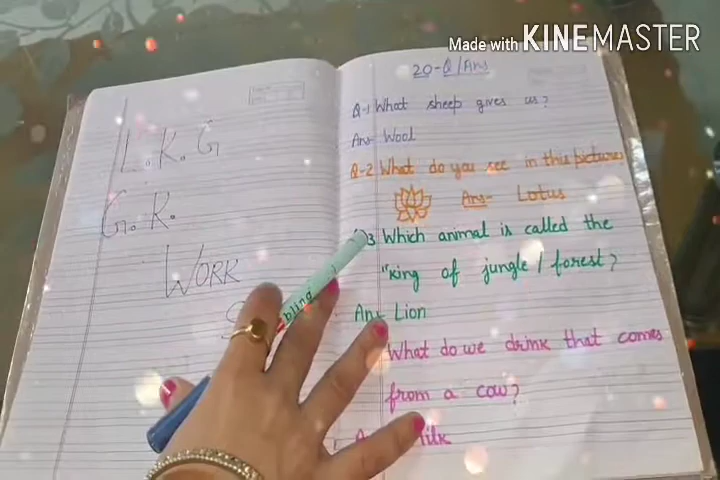 Made with KINEMASTER
20-Q/Ans
Q-1 What sheep gives us?
Ans- Wool
Q-2 What do you see in this picture
Ans- Lotus
3 Which animal is called the
"king of jungle/forest?
Ans- Lion
What do we drink that comes
from a cow?
Milk
L.K.G
G.K.
WORK
blind